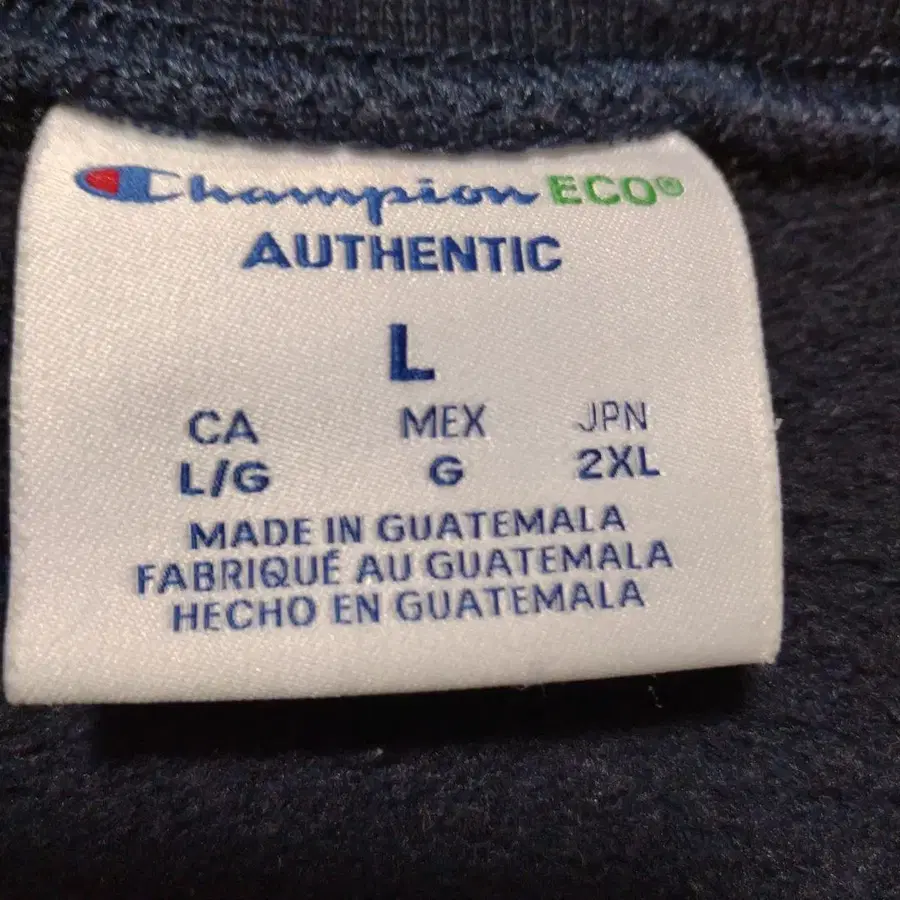 Champion ECO®
AUTHENTIC
L
CA MEX JPN
L/G G 2XL
MADE IN GUATEMALA
FABRIQUÉ AU GUATEMALA
HECHO EN GUATEMALA